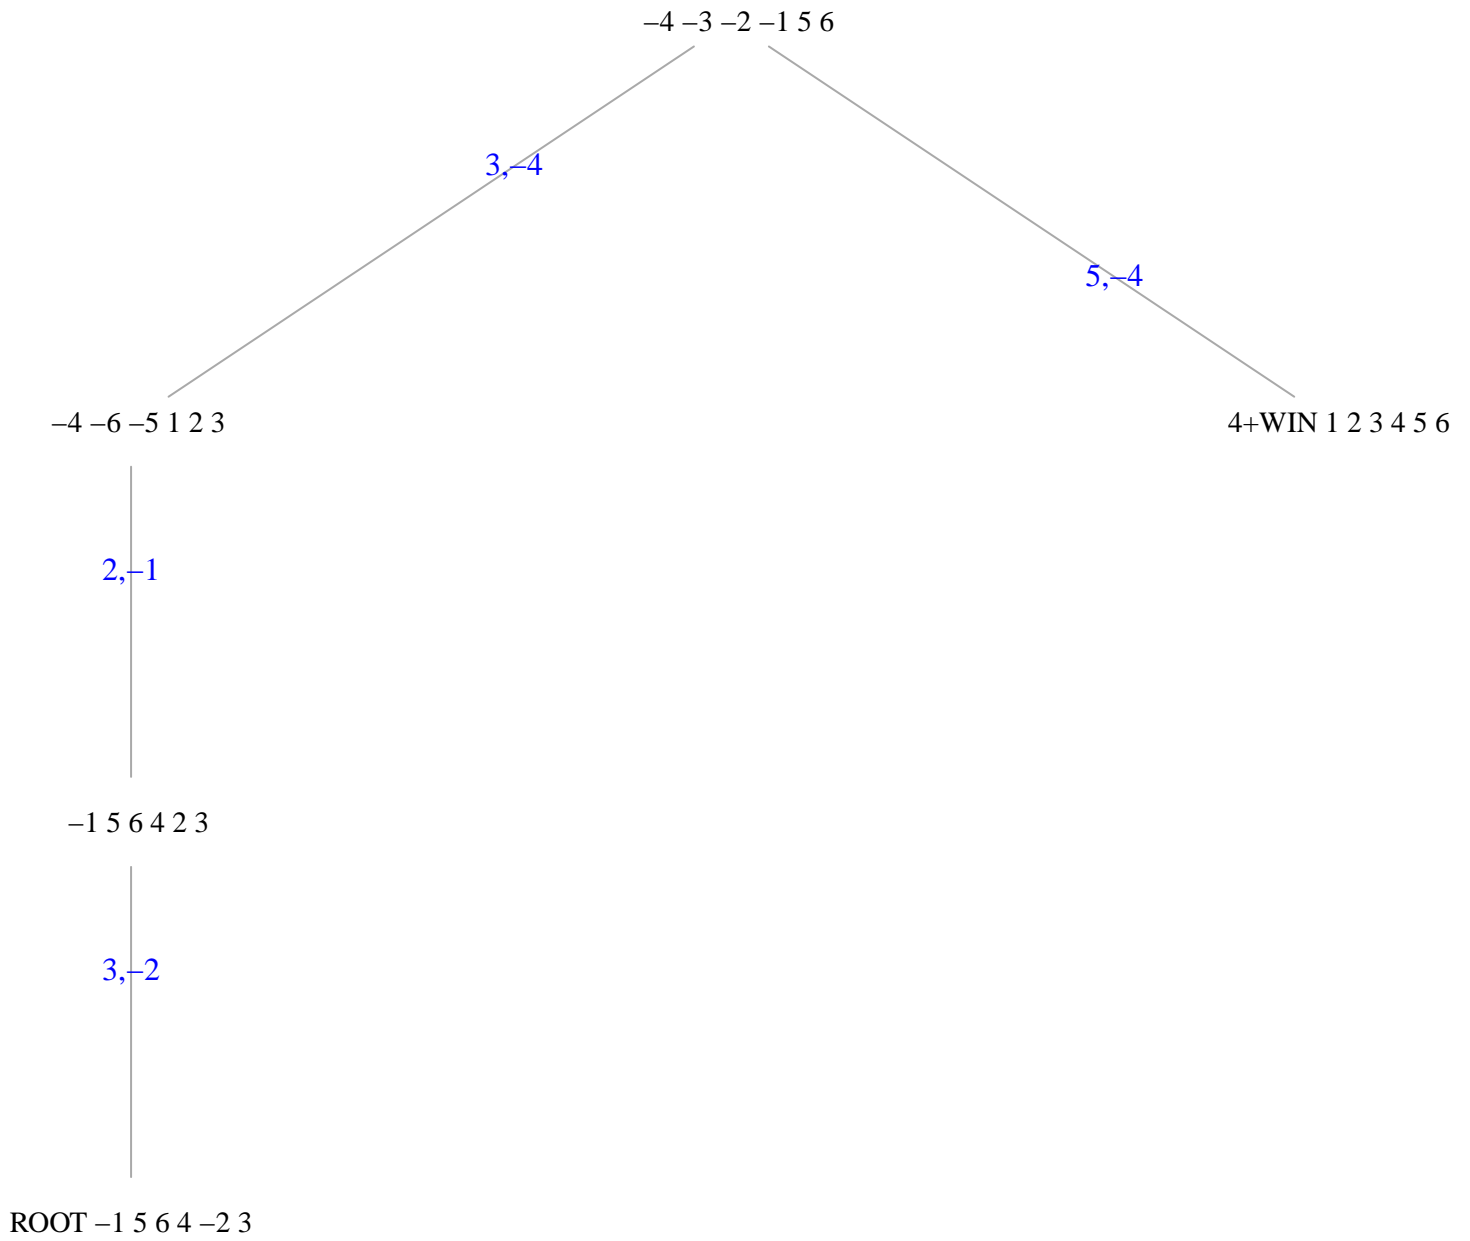 –4 –3 –2 –1 5 6
3,–4
5,–4
–4 –6 –5 1 2 3
4+WIN 1 2 3 4 5 6
2,–1
–1 5 6 4 2 3
3,–2
ROOT –1 5 6 4 –2 3